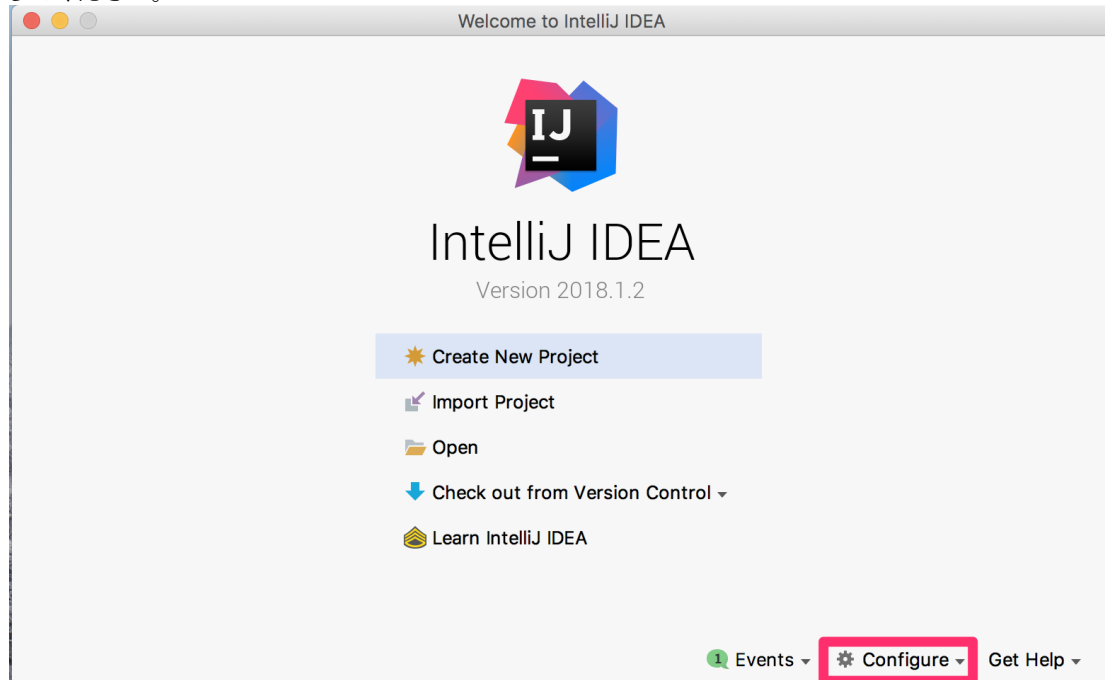 Welcome to IntelliJ IDEA
IJ
IntelliJ IDEA
Version 2018.1.2
Create New Project
Import Project
Open
Check out from Version Control
Learn IntelliJ IDEA
1 Events Configure Get Help